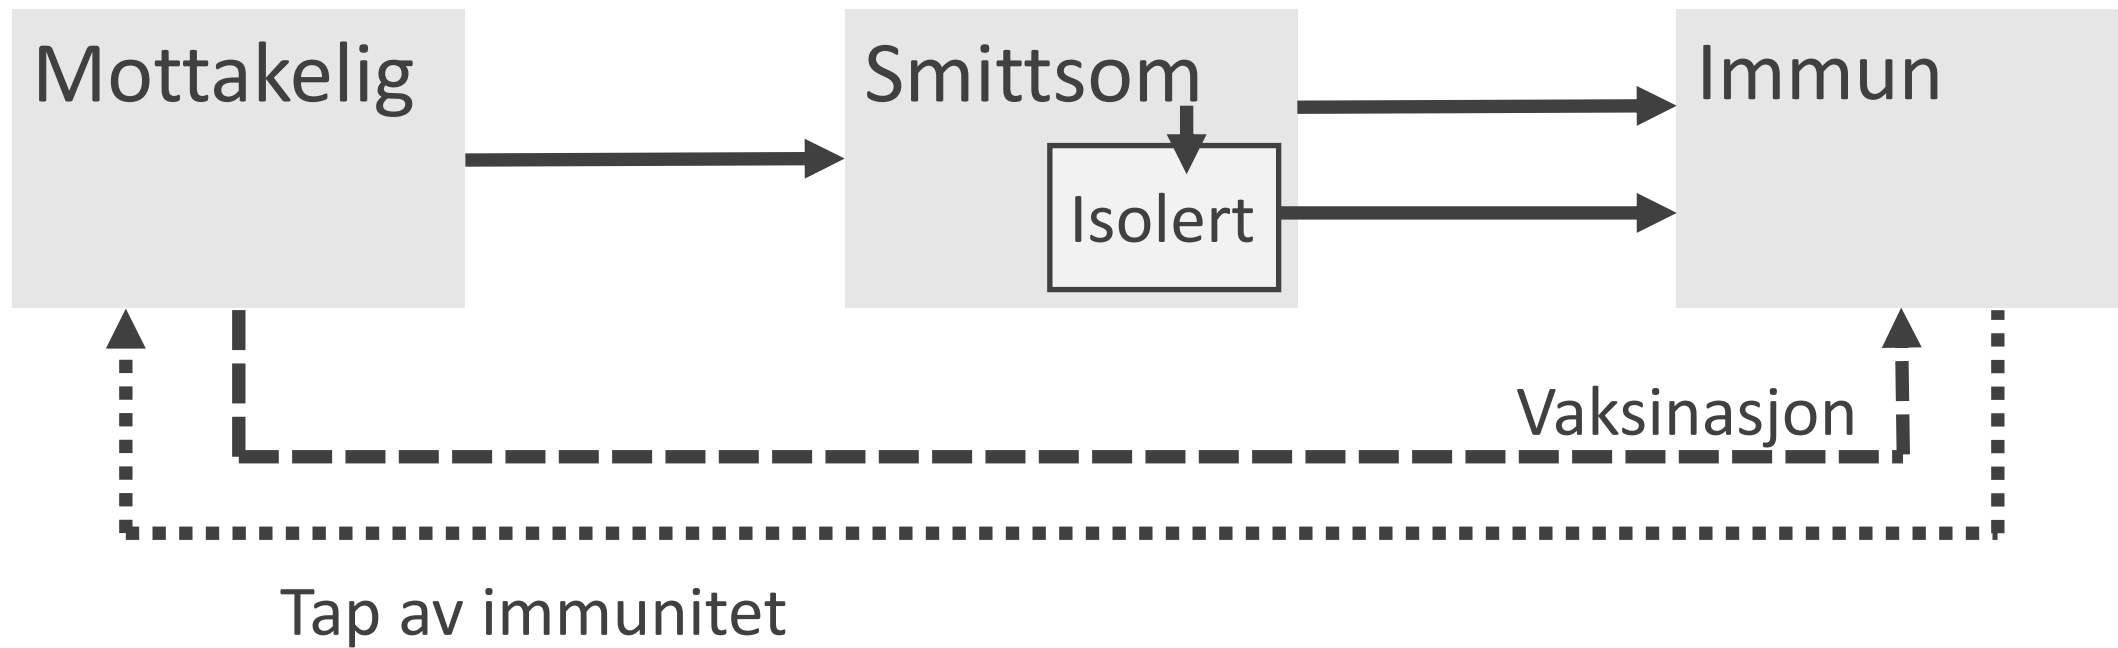 Mottakelig
Smittsom
Immun
Isolert
Vaksinasjon
Tap av immunitet